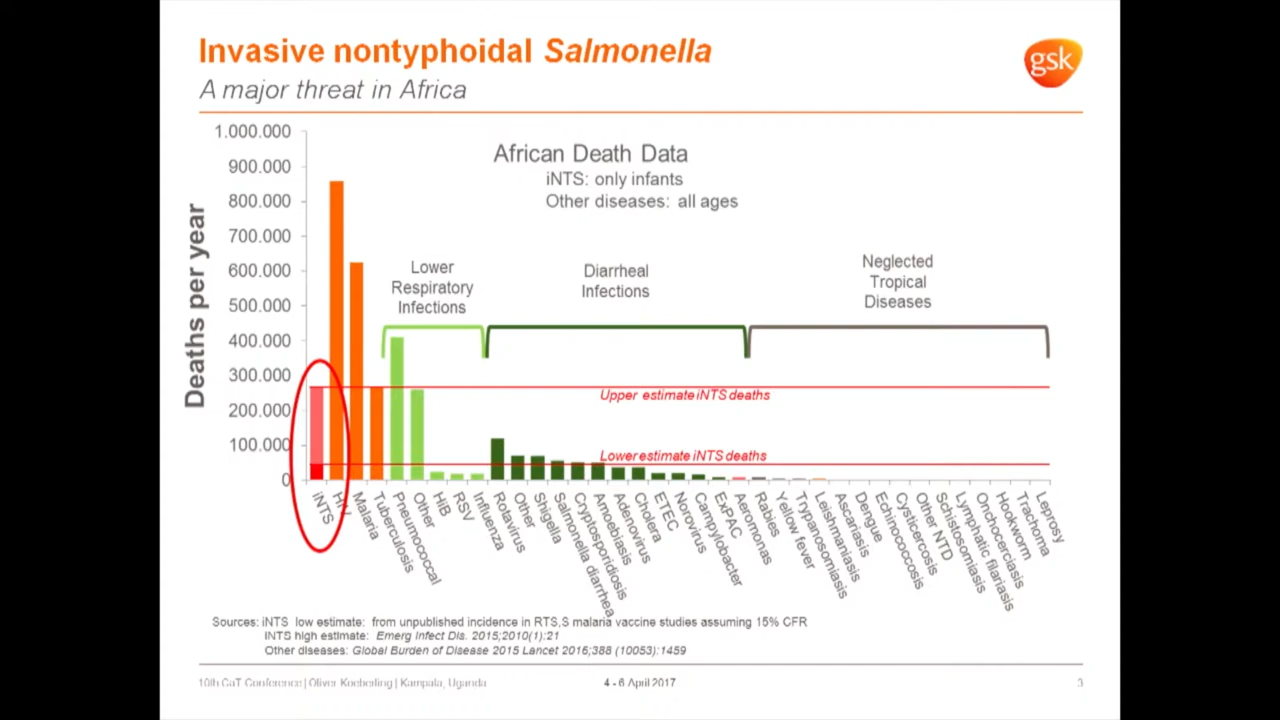 Invasive nontyphoidal Salmonella
A major threat in Africa
gsk
1.000.000
900.000
800.000
700.000
600.000
500.000
400.000
300.000
200.000
100.000
0
Deaths per year
African Death Data
iNTS: only infants
Other diseases: all ages
Lower
Respiratory
Infections
Diarrheal
Infections
Neglected
Tropical
Diseases
Upper estimate iNTS deaths
Lower estimate iNTS deaths
iNTS
HIV
Malaria
Tuberculosis
Pneumococcal
Other
HiB
RSV
Influenza
Rotavirus
Other
Shigella
Salmonella diarrhea
Cryptosporidiosis
Amoebiasis
Adenovirus
Cholera
ETEC
Norovirus
Campylobacter
ExPAC
Aeromonas
Rabies
Yellow fever
Trypanosomiasis
Leishmaniasis
Ascariasis
Dengue
Echinococcosis
Cysticercosis
Other NTD
Schistosomiasis
Lymphatic filariasis
Onchocerciasis
Hookworm
Trachoma
Leprosy
Sources: iNTS low estimate: from unpublished incidence in RTS,S malaria vaccine studies assuming 15% CFR
iNTS high estimate: Emerg Infect Dis. 2015;2010(1):21
Other diseases: Global Burden of Disease 2015 Lancet 2016;388 (10053):1459
10th CaT Conference | Oliver Koeberling | Kampala, Uganda
4 - 6 April 2017
3